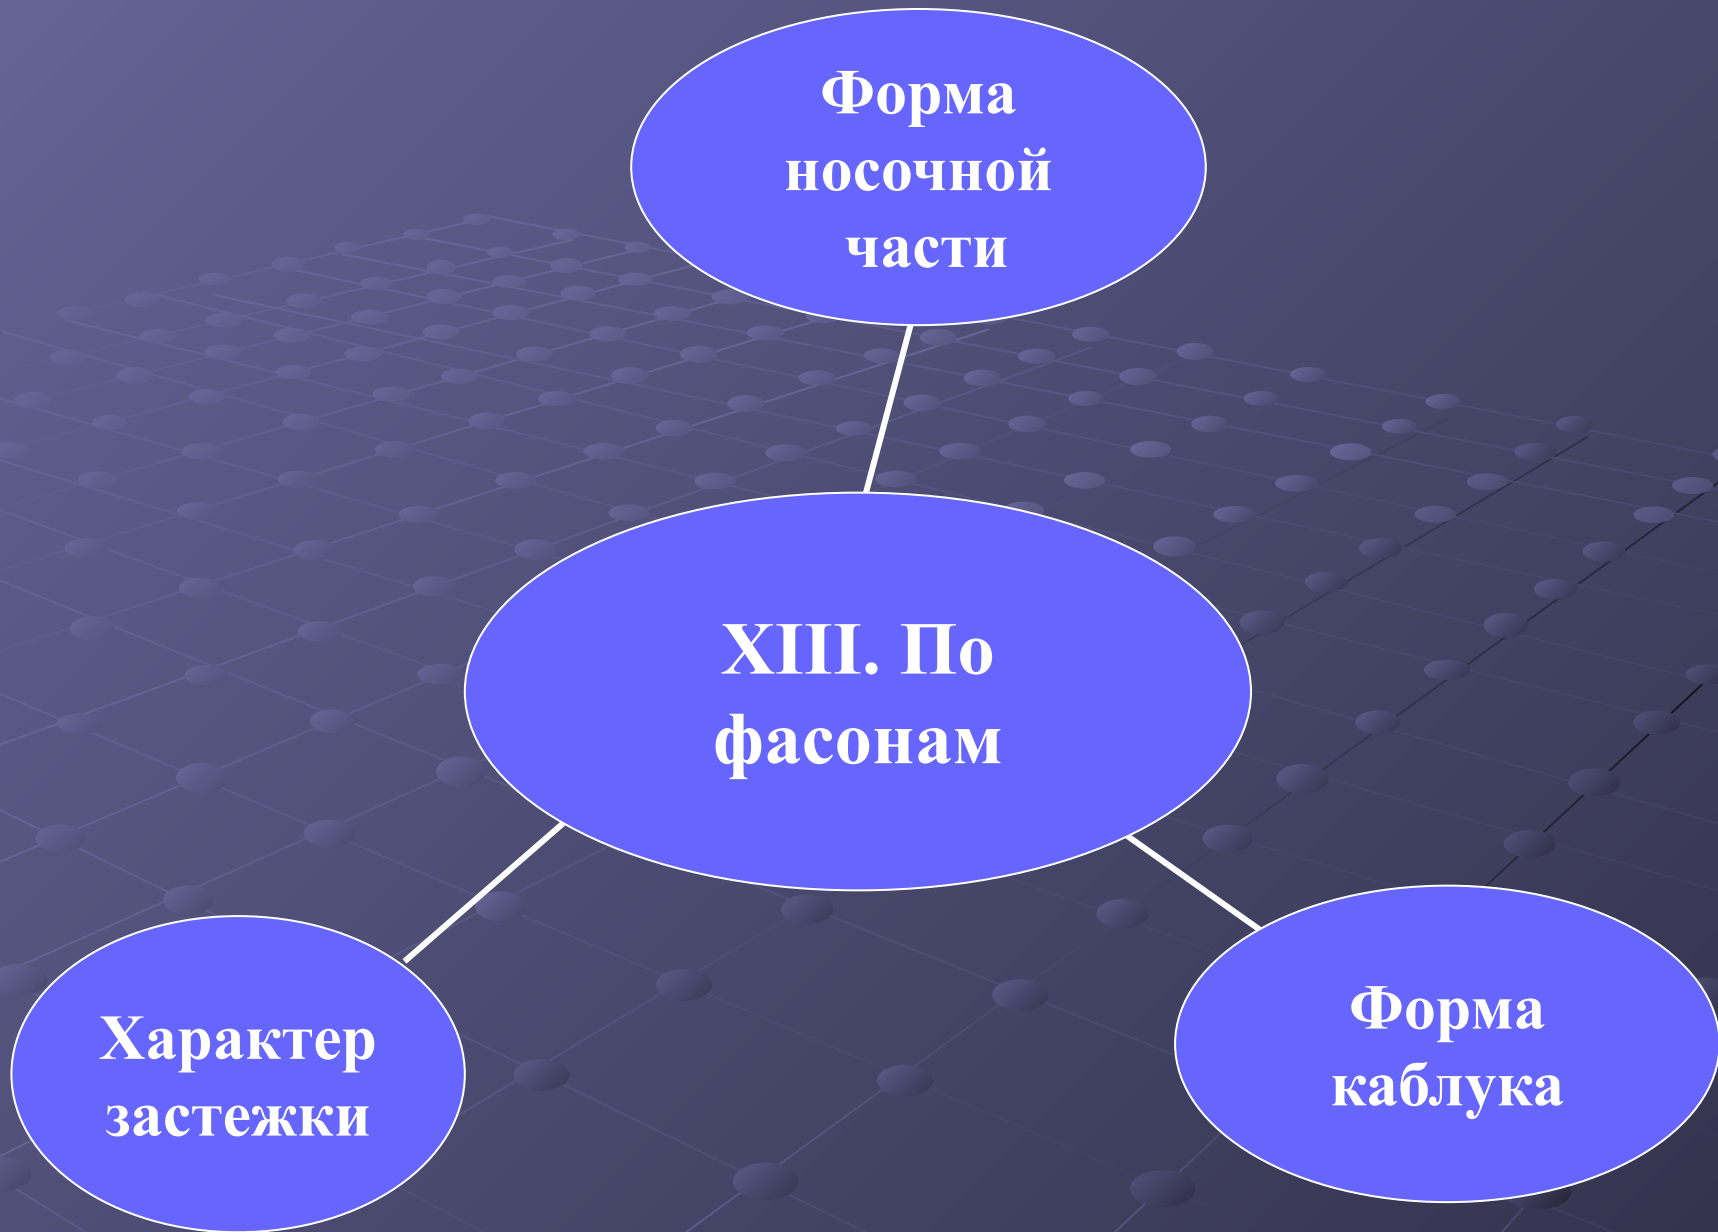 Форма
носочной
части
XIII. По
фасонам
Характер
застежки
Форма
каблука